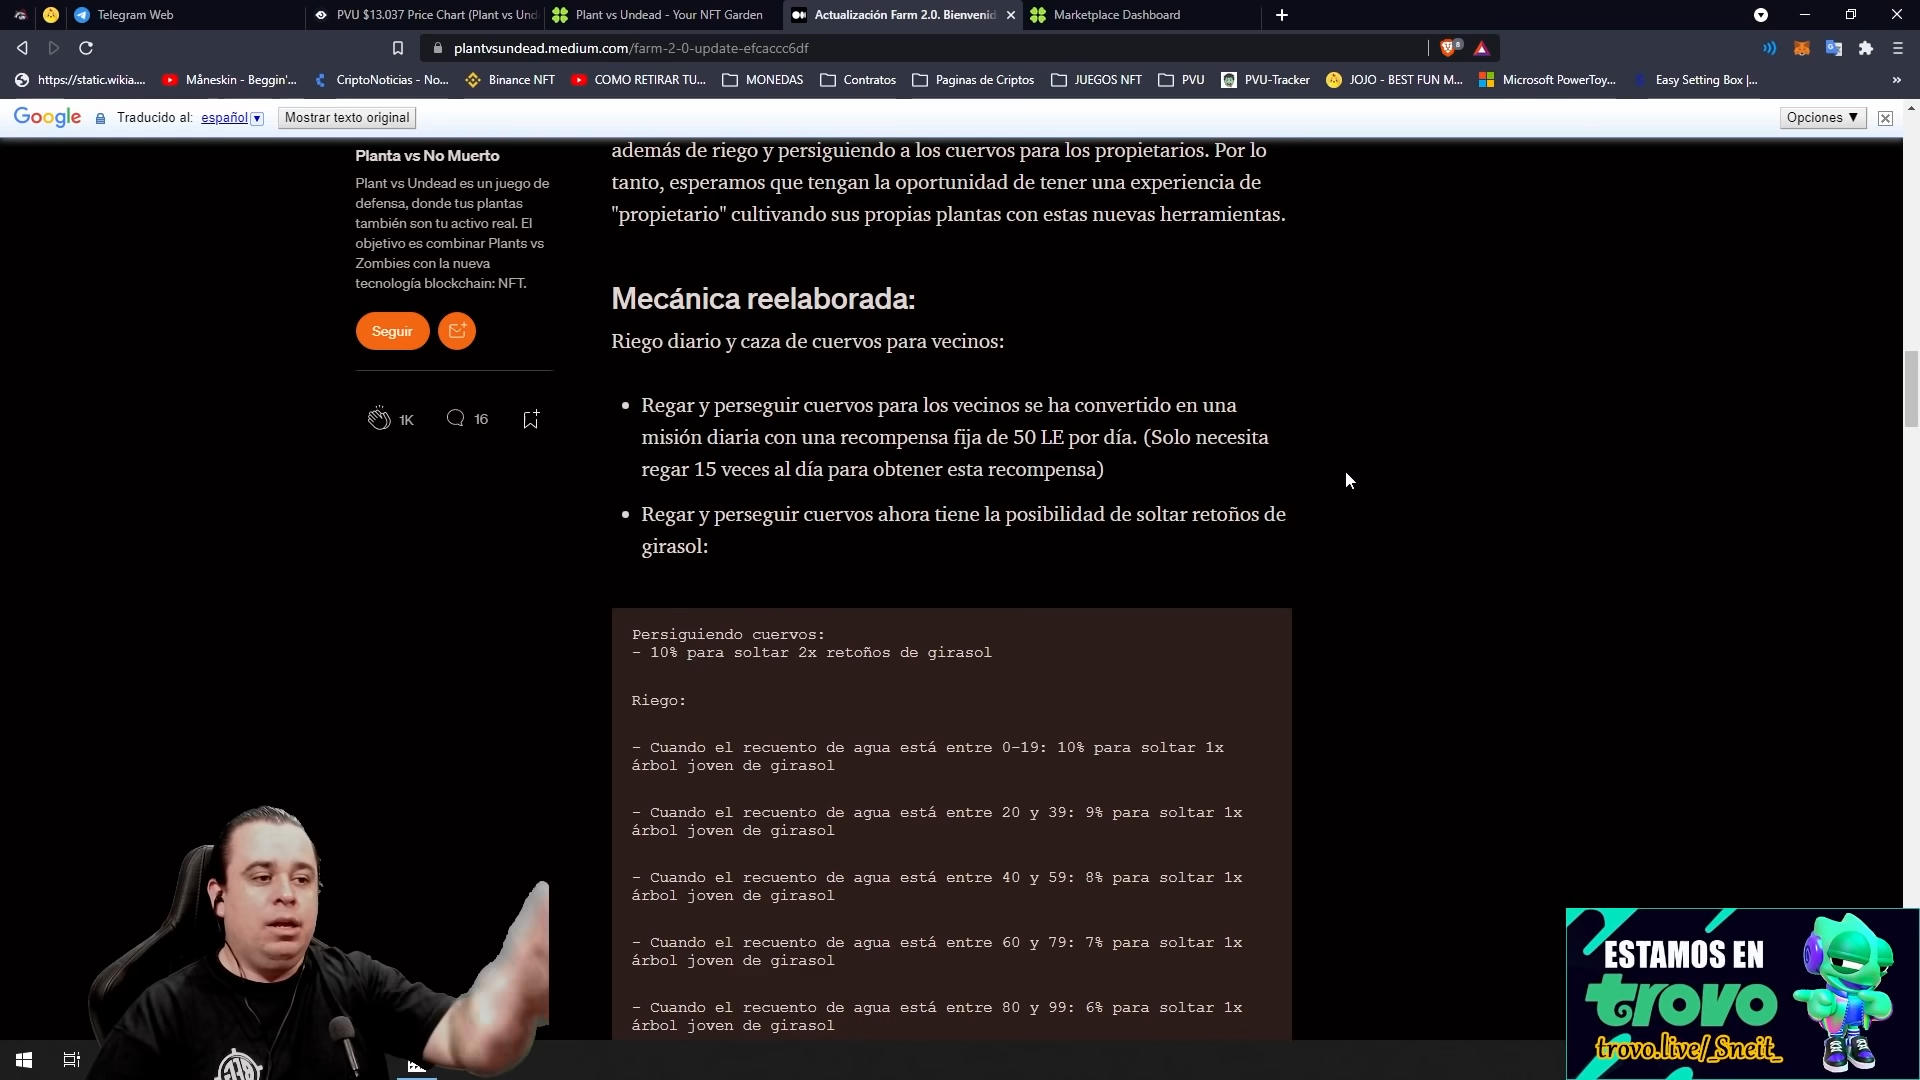 Telegram Web
PVU $13.037 Price Chart (Plant vs Und
Plant vs Undead - Your NFT Garden
Actualización Farm 2.0. Bienvenid
Marketplace Dashboard
plantvsundead.medium.com/farm-2-0-update-efcaccc6df
8
https://static.wikia....
Måneskin - Beggin'...
CriptoNoticias - No...
Binance NFT
COMO RETIRAR TU...
MONEDAS
Contratos
Paginas de Criptos
JUEGOS NFT
PVU
PVU-Tracker
JOJO - BEST FUN M...
Microsoft PowerToy...
Easy Setting Box |...
»
Google
Traducido al: español
Mostrar texto original
Opciones ▼
Planta vs No Muerto
Plant vs Undead es un juego de
defensa, donde tus plantas
también son tu activo real. El
objetivo es combinar Plants vs
Zombies con la nueva
tecnología blockchain: NFT.
Seguir
1K
16
además de riego y persiguiendo a los cuervos para los propietarios. Por lo
tanto, esperamos que tengan la oportunidad de tener una experiencia de
"propietario" cultivando sus propias plantas con estas nuevas herramientas.
Mecánica reelaborada:
Riego diario y caza de cuervos para vecinos:
• Regar y perseguir cuervos para los vecinos se ha convertido en una
misión diaria con una recompensa fija de 50 LE por día. (Solo necesita
regar 15 veces al día para obtener esta recompensa)
• Regar y perseguir cuervos ahora tiene la posibilidad de soltar retoños de
girasol:
Persiguiendo cuervos:
- 10% para soltar 2x retoños de girasol
Riego:
- Cuando el recuento de agua está entre 0-19: 10% para soltar 1x
árbol joven de girasol
- Cuando el recuento de agua está entre 20 y 39: 9% para soltar 1x
árbol joven de girasol
- Cuando el recuento de agua está entre 40 y 59: 8% para soltar 1x
árbol joven de girasol
- Cuando el recuento de agua está entre 60 y 79: 7% para soltar 1x
árbol joven de girasol
- Cuando el recuento de agua está entre 80 y 99: 6% para soltar 1x
árbol joven de girasol
ESTAMOS EN
trovo
trovo.live/_Sneit_